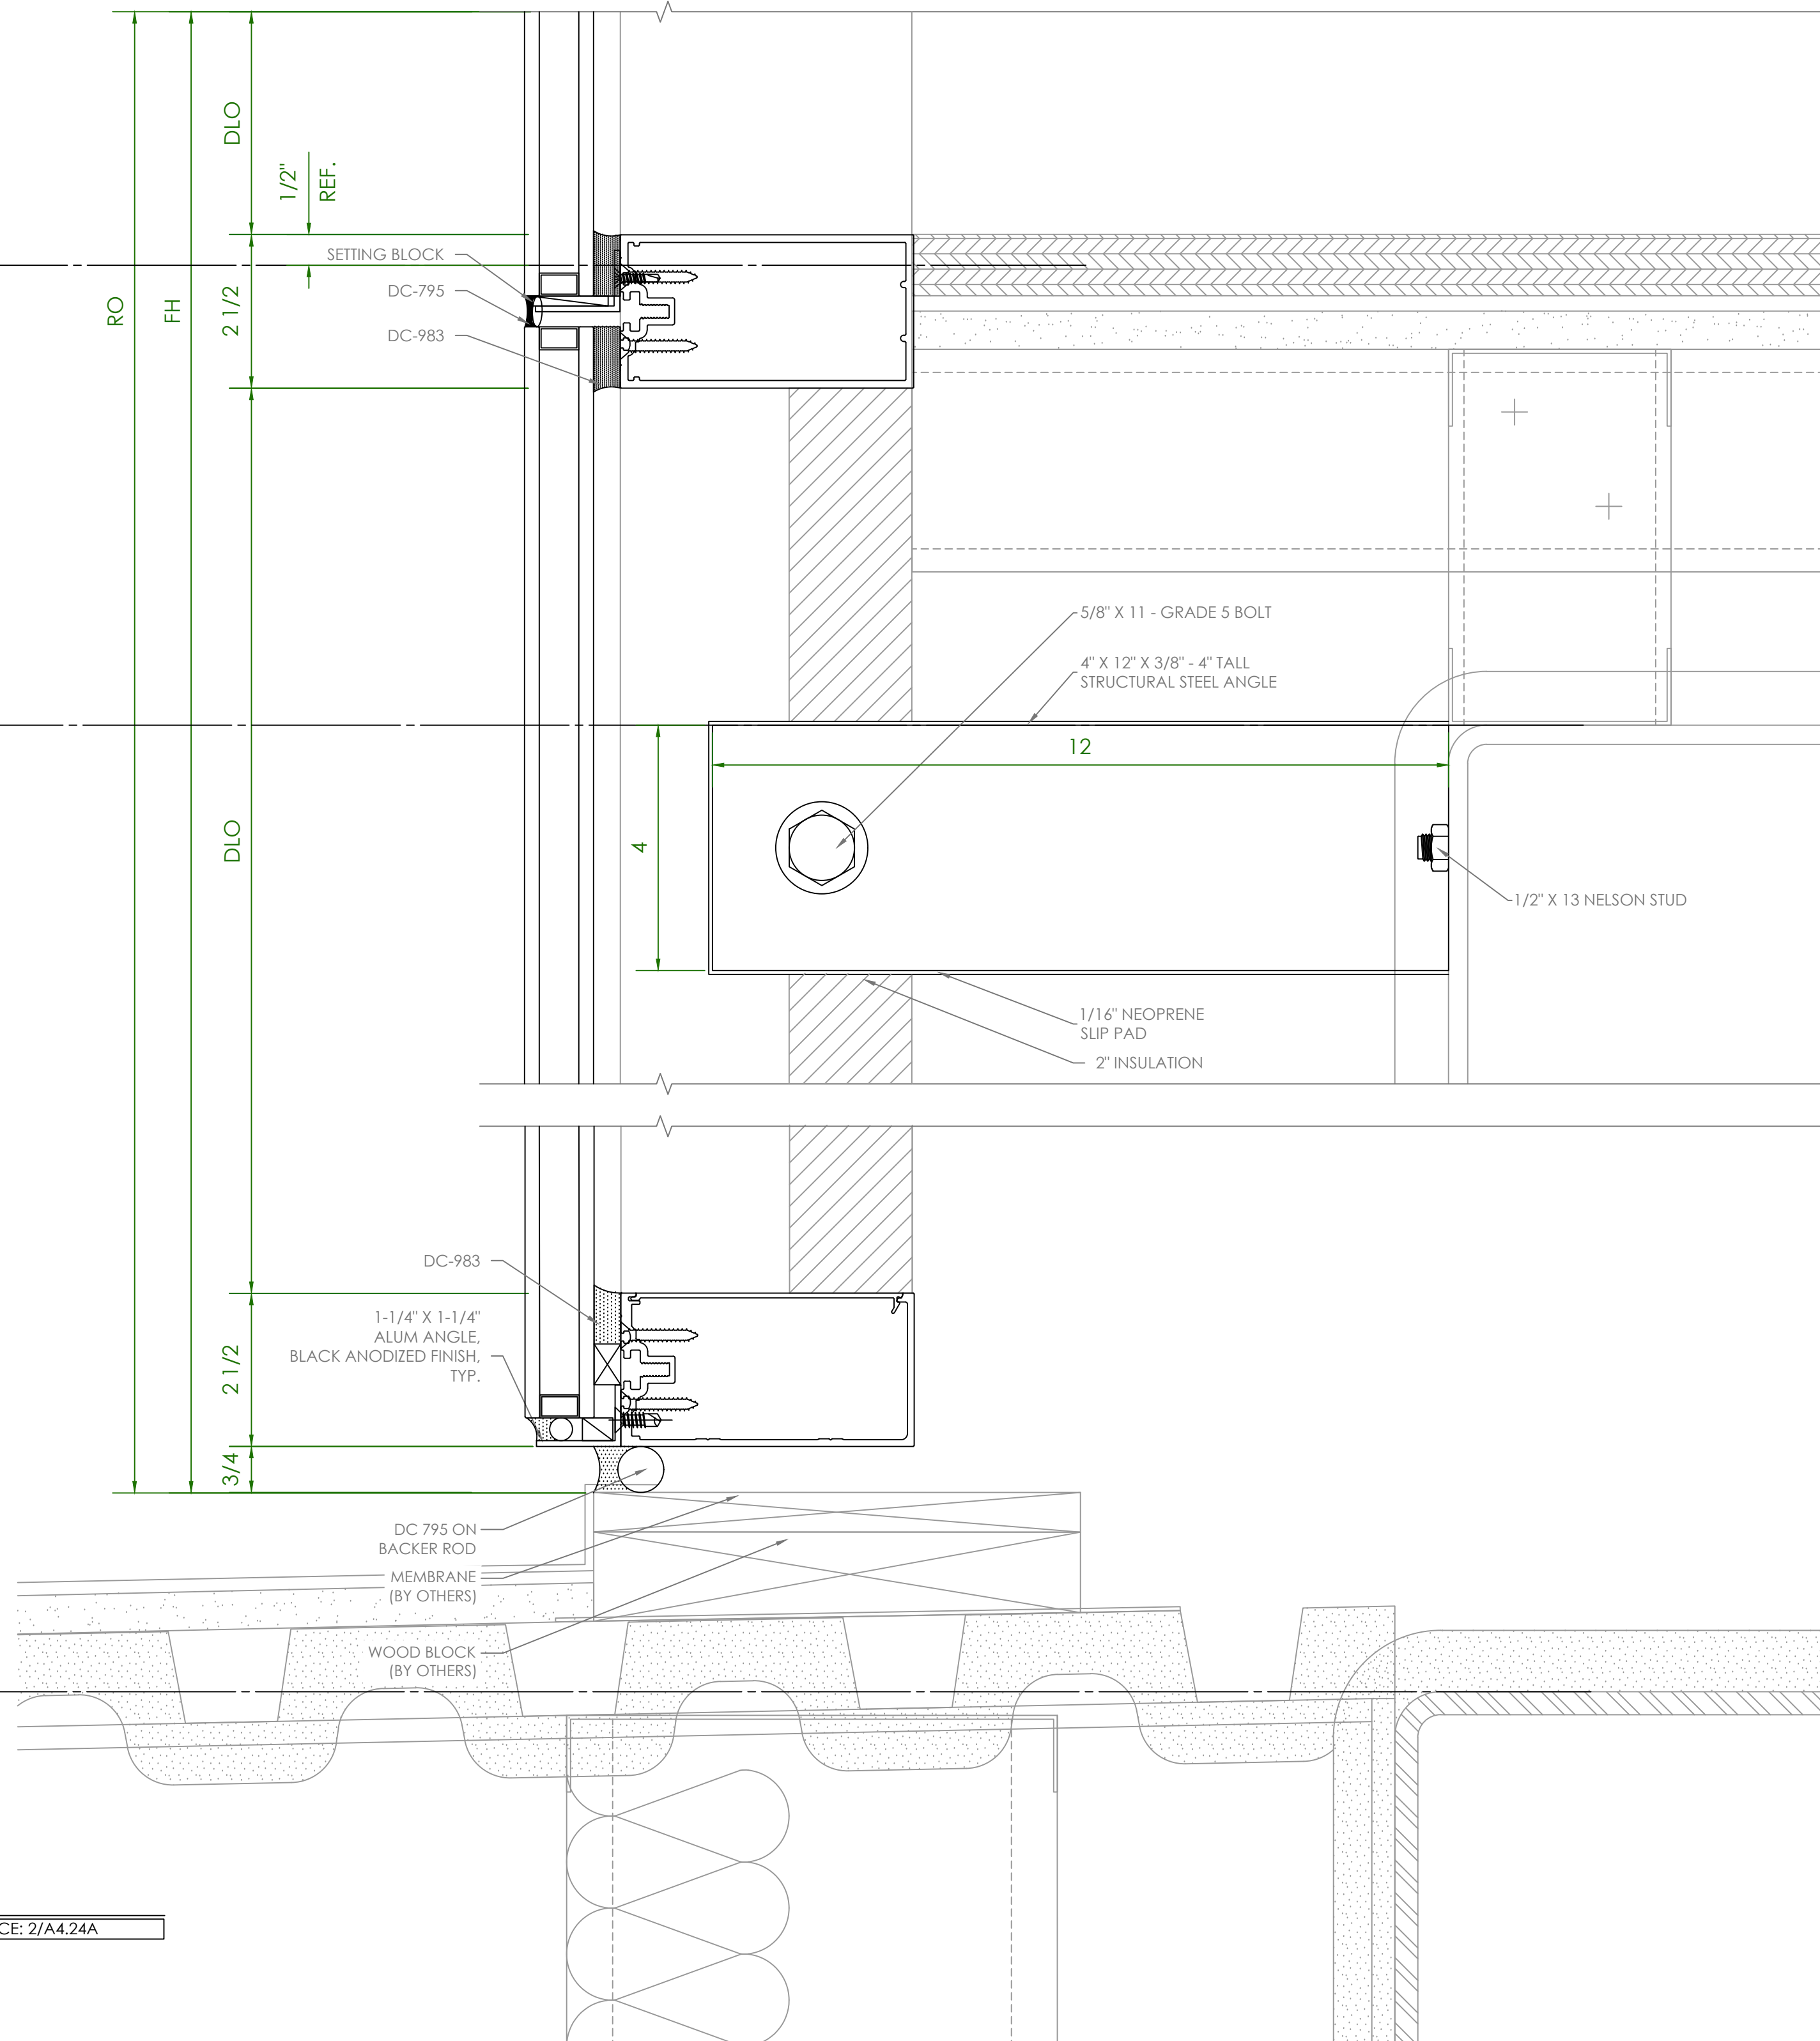 DLO
1/2"
REF.
SETTING BLOCK
DC-795
DC-983
RO
FH
2 1/2
5/8" X 11 - GRADE 5 BOLT
4" X 12" X 3/8" - 4" TALL
STRUCTURAL STEEL ANGLE
12
4
DLO
1/2" X 13 NELSON STUD
1/16" NEOPRENE
SLIP PAD
2" INSULATION
DC-983
1-1/4" X 1-1/4"
ALUM ANGLE,
BLACK ANODIZED FINISH,
TYP.
2 1/2
3/4
DC 795 ON
BACKER ROD
MEMBRANE
(BY OTHERS)
WOOD BLOCK
(BY OTHERS)
CE: 2/A4.24A